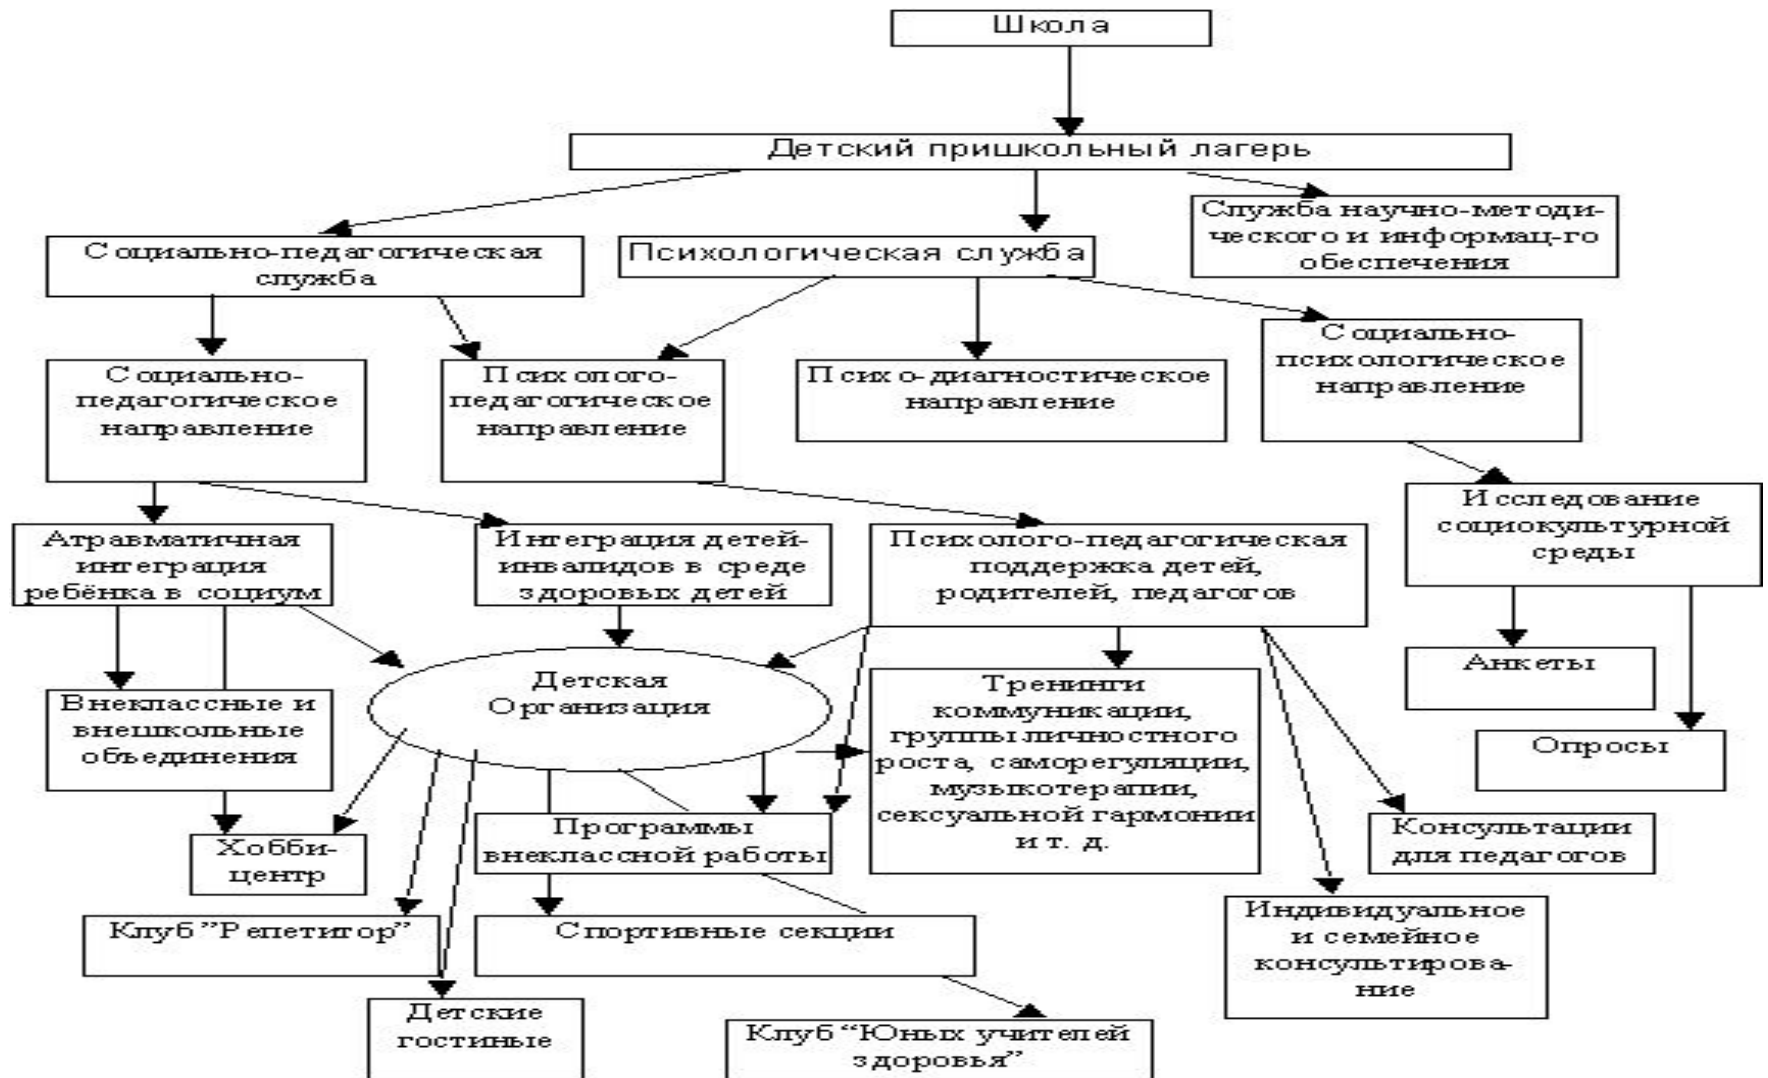 Школа
Детский пришкольный лагерь
Служба научно-методи-
ческого и информац-го
обеспечения
Социально-педагогическая
служба
Психологическая служба
Социально-
психологическое
направление
Социально-
педагогическое
направление
Психолого-
педагогическое
направление
Психо-диагностическое
направление
Исследование
социокультурной
среды
Атравматичная
интеграция
ребёнка в социум
Интеграция детей-
инвалидов в среде
здоровых детей
Психолого-педагогическая
поддержка детей,
родителей, педагогов
Анкеты
Детская
Организация
Тренинги
коммуникации,
группы личностного
роста, саморегуляции,
музыкотерапии,
сексуальной гармонии
и т. д.
Внеклассные и
внешкольные
объединения
Опросы
Хобби-
центр
Программы
внеклассной работы
Консультации
для педагогов
Клуб ”Репетитор”
Спортивные секции
Индивидуальное
и семейное
консультирова-
ние
Детские
гостиные
Клуб “Юных учителей
здоровья”